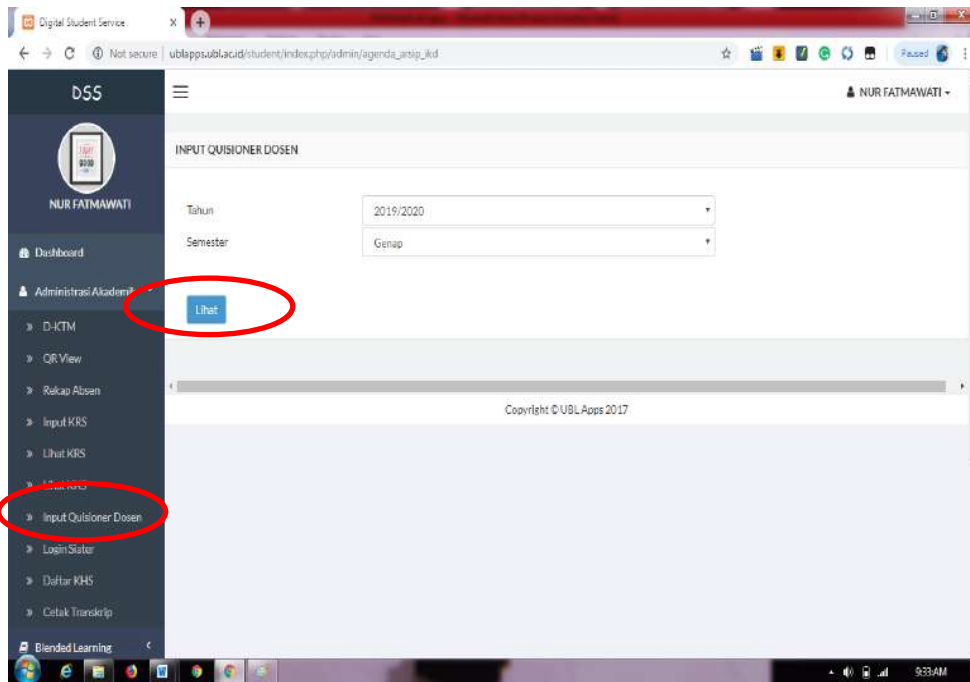 Digital Student Service
Not secure | ublapps.ubl.ac.id/student/index.php/admin/agenda_arsip_ikd
Paused
DSS
NUR FATMAWATI
GOOD
NUR FATMAWATI
INPUT QUISIONER DOSEN
Tahun
2019/2020
Semester
Genap
Lihat
Dashboard
Administrasi Akademik
» D-KTM
» QR View
» Rekap Absen
» Input KRS
» Lihat KRS
» Lihat KHS
» Input Quisioner Dosen
» Login Siater
» Daftar KHS
» Cetak Transkrip
Blended Learning
Copyright © UBL Apps 2017
9:33 AM